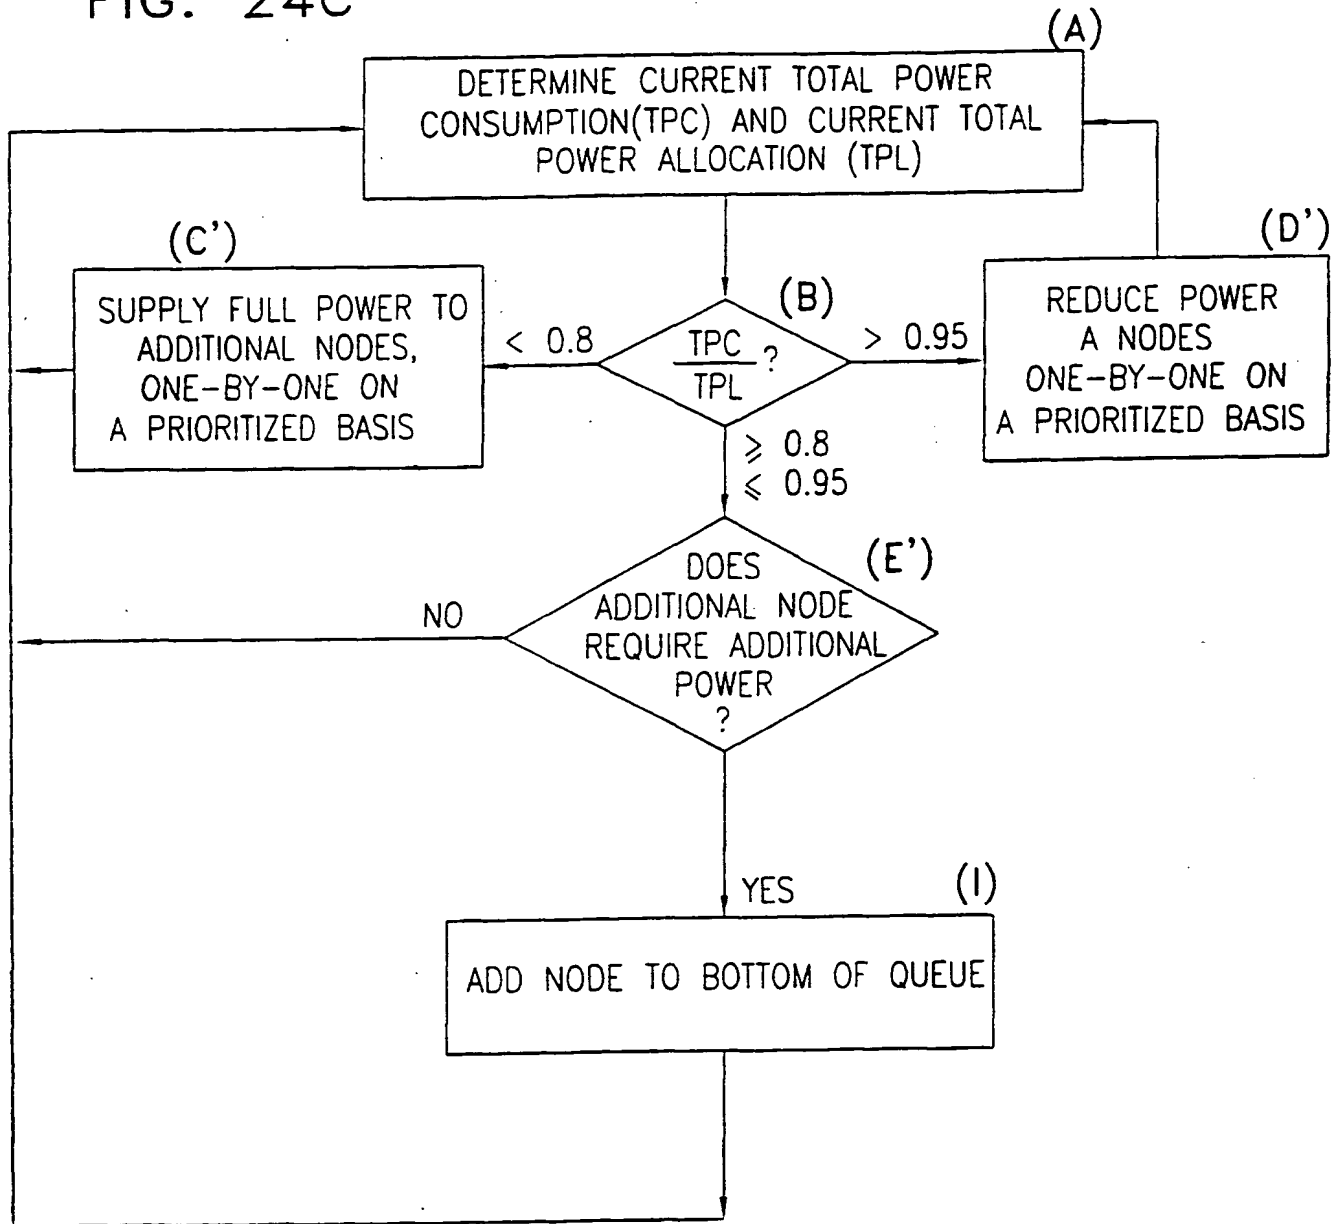 FIG. 24C
(A)
DETERMINE CURRENT TOTAL POWER
CONSUMPTION(TPC) AND CURRENT TOTAL
POWER ALLOCATION (TPL)
(C')
SUPPLY FULL POWER TO
ADDITIONAL NODES,
ONE-BY-ONE ON
A PRIORITIZED BASIS
< 0.8
(B)
TPC
TPL
?
> 0.95
(D')
REDUCE POWER
A NODES
ONE-BY-ONE ON
A PRIORITIZED BASIS
⩾ 0.8
⩽ 0.95
(E')
DOES
ADDITIONAL NODE
REQUIRE ADDITIONAL
POWER
?
NO
YES
(I)
ADD NODE TO BOTTOM OF QUEUE